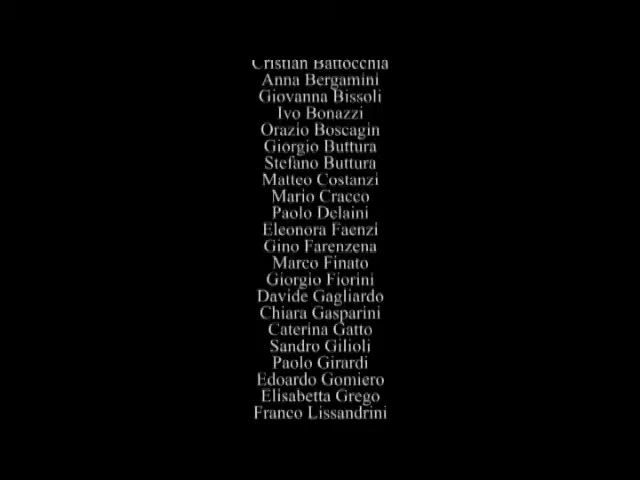 Cristian Battocchia
Anna Bergamini
Giovanna Bissoli
Ivo Bonazzi
Orazio Boscagin
Giorgio Buttura
Stefano Buttura
Matteo Costanzi
Mario Cracco
Paolo Delaini
Eleonora Faenzi
Gino Farenzena
Marco Finato
Giorgio Fiorini
Davide Gagliardo
Chiara Gasparini
Caterina Gatto
Sandro Gilioli
Paolo Girardi
Edoardo Gomiero
Elisabetta Grego
Franco Lissandrini